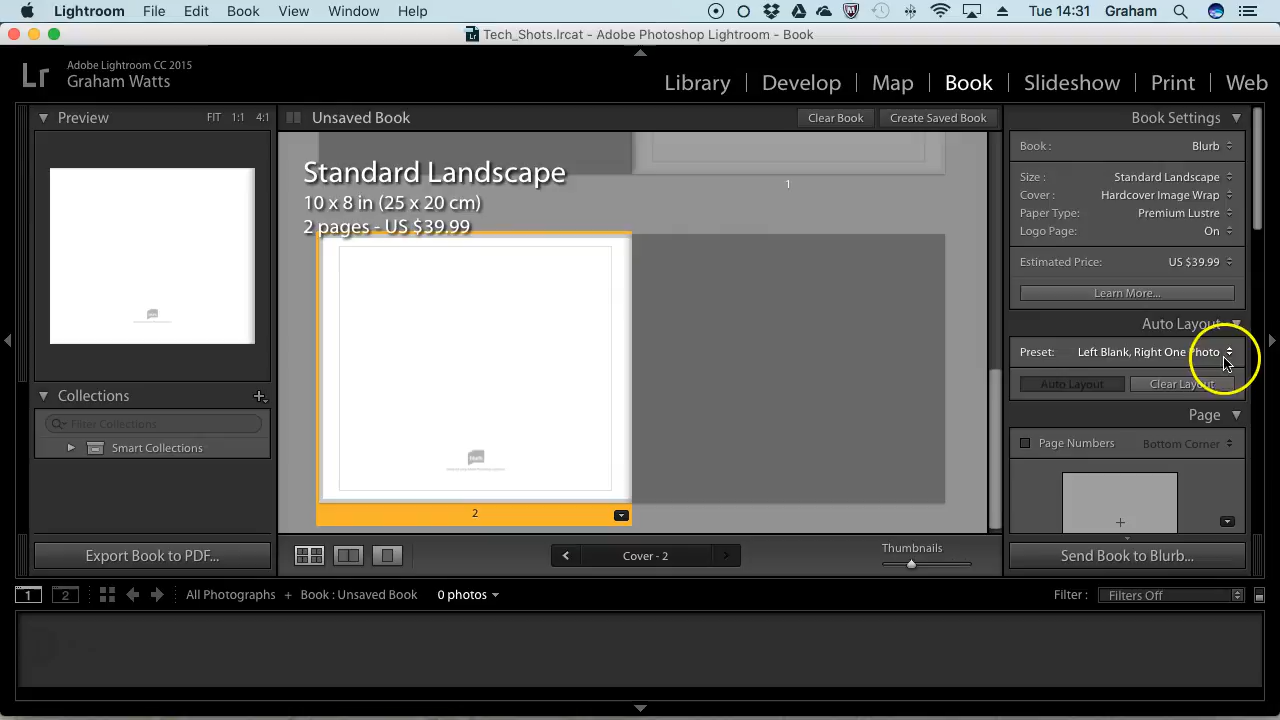 Lightroom File Edit Book View Window Help Tue 14:31 Graham
Tech_Shots.lrcat - Adobe Photoshop Lightroom - Book
Lr Adobe Lightroom CC 2015
Graham Watts
Library Develop Map Book Slideshow Print Web
Preview FIT 1:1 4:1
Unsaved Book Clear Book Create Saved Book
Book Settings
Book : Blurb
Size : Standard Landscape
Cover : Hardcover Image Wrap
Paper Type: Premium Lustre
Logo Page: On
Estimated Price: US $39.99
Learn More...
Auto Layout
Preset: Left Blank, Right One Photo
Auto Layout Clear Layout
Page
Page Numbers Bottom Corner
Standard Landscape
10 x 8 in (25 x 20 cm)
2 pages - US $39.99
1
2
Collections
Filter Collections
Smart Collections
Export Book to PDF...
Cover - 2
Thumbnails
Send Book to Blurb...
1 2 All Photographs + Book : Unsaved Book 0 photos Filter : Filters Off